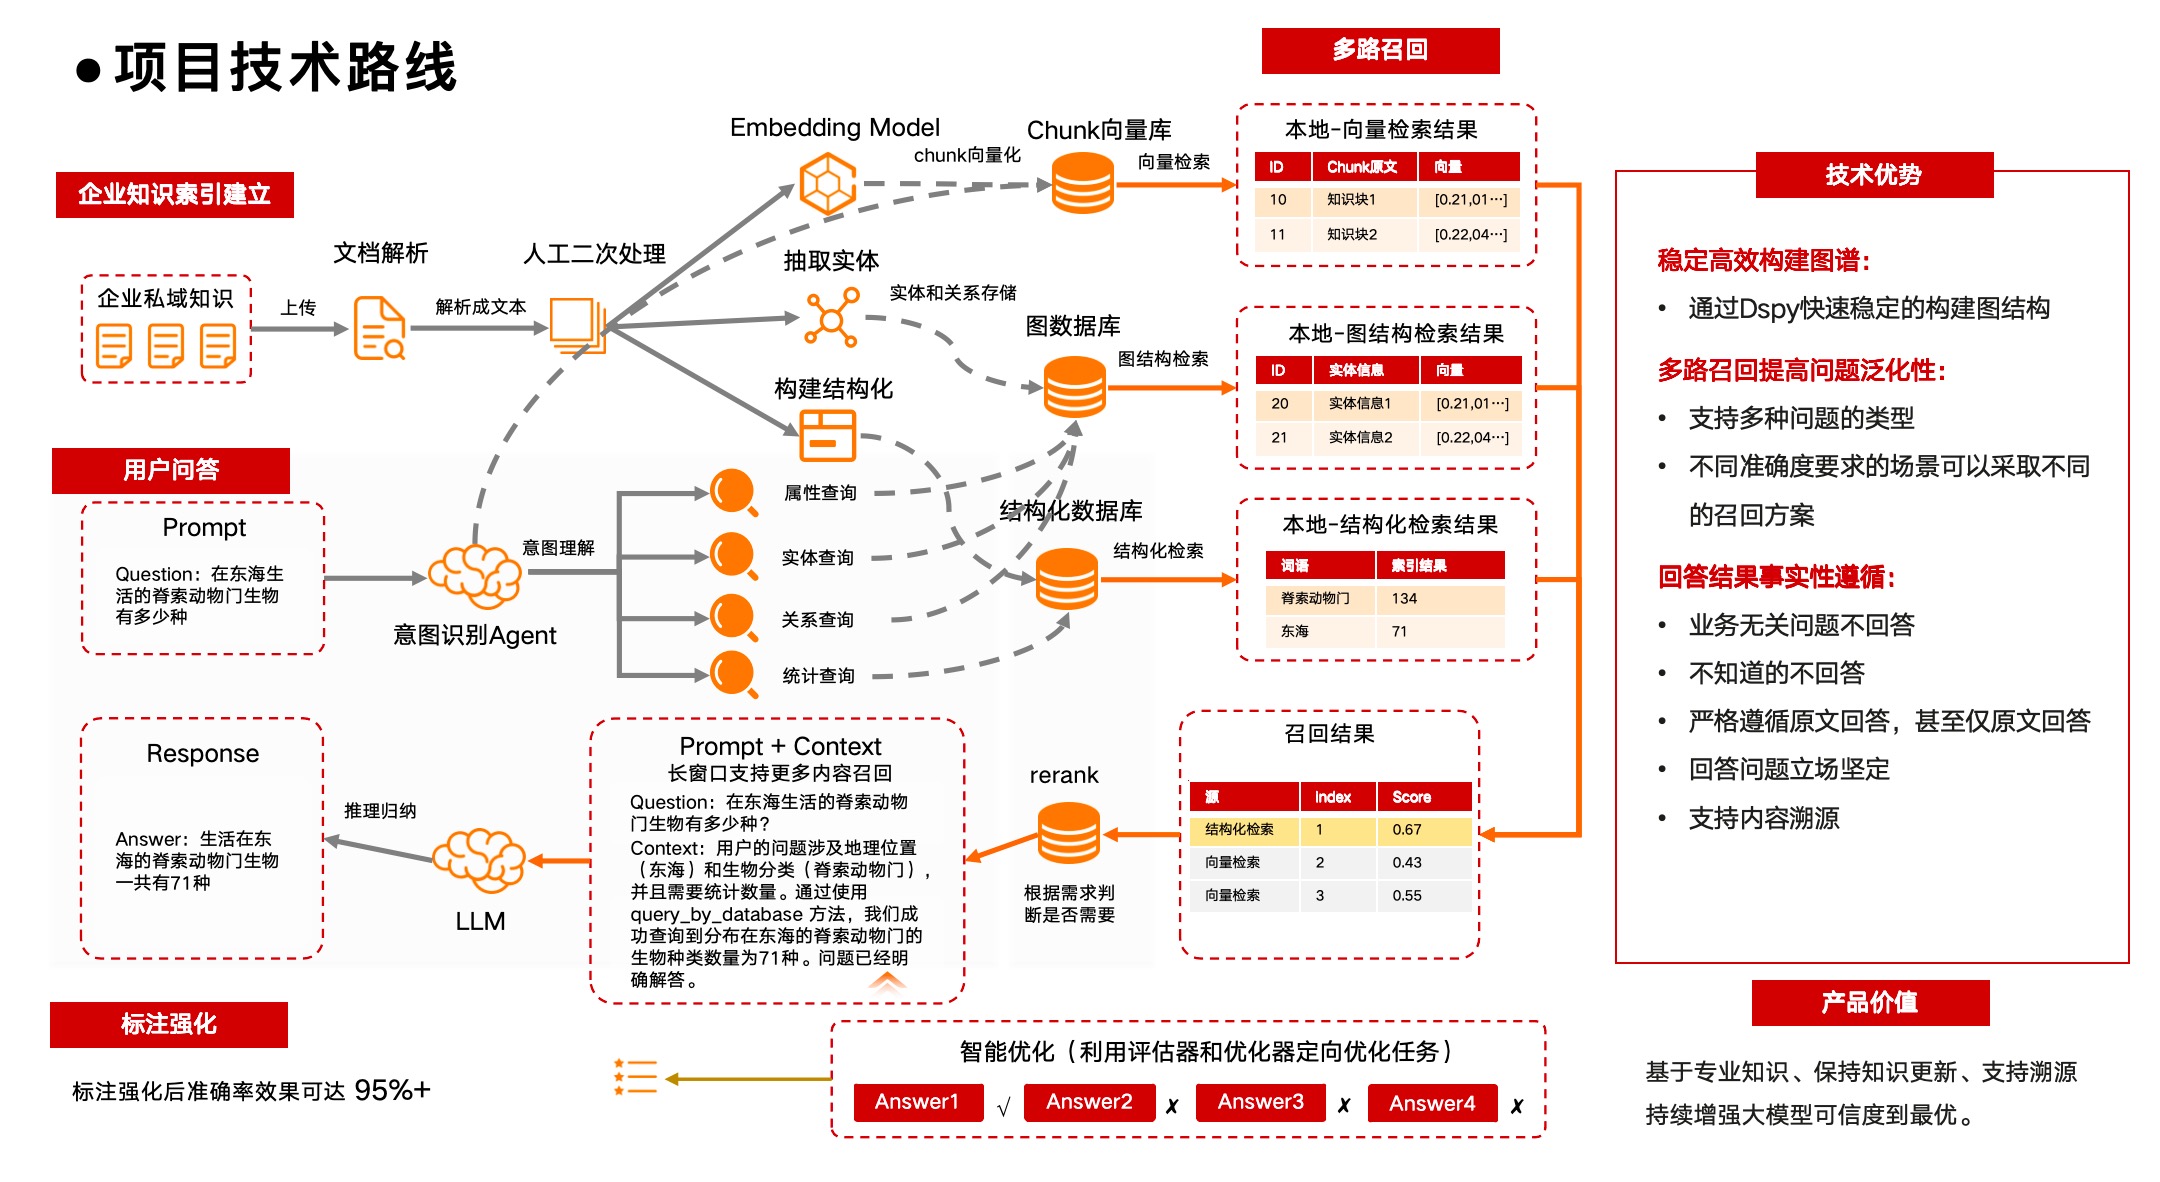 ●项目技术路线
多路召回
企业知识索引建立
企业私域知识
上传
文档解析
解析成文本
人工二次处理
Embedding Model
chunk向量化
Chunk向量库
向量检索
抽取实体
实体和关系存储
图数据库
图结构检索
构建结构化
结构化数据库
结构化检索
本地-向量检索结果
ID Chunk原文 向量
10 知识块1 [0.21,01…]
11 知识块2 [0.22,04…]
本地-图结构检索结果
ID 实体信息 向量
20 实体信息1 [0.21,01…]
21 实体信息2 [0.22,04…]
本地-结构化检索结果
词语 索引结果
脊索动物门 134
东海 71
用户问答
Prompt
Question：在东海生
活的脊索动物门生物
有多少种
意图识别Agent
意图理解
属性查询
实体查询
关系查询
统计查询
召回结果
源 Index Score
结构化检索 1 0.67
向量检索 2 0.43
向量检索 3 0.55
rerank
根据需求判
断是否需要
Prompt + Context
长窗口支持更多内容召回
Question：在东海生活的脊索动物
门生物有多少种？
Context：用户的问题涉及地理位置
（东海）和生物分类（脊索动物门），
并且需要统计数量。通过使用
query_by_database 方法，我们成
功查询到分布在东海的脊索动物门的
生物种类数量为71种。问题已经明
确解答。
LLM
推理归纳
Response
Answer：生活在东
海的脊索动物门生物
一共有71种
标注强化
标注强化后准确率效果可达 95%+
智能优化（利用评估器和优化器定向优化任务）
Answer1 √ Answer2 ✗ Answer3 ✗ Answer4 ✗
技术优势
稳定高效构建图谱：
• 通过Dspy快速稳定的构建图结构
多路召回提高问题泛化性：
• 支持多种问题的类型
• 不同准确度要求的场景可以采取不同
的召回方案
回答结果事实性遵循：
• 业务无关问题不回答
• 不知道的不回答
• 严格遵循原文回答，甚至仅原文回答
• 回答问题立场坚定
• 支持内容溯源
产品价值
基于专业知识、保持知识更新、支持溯源
持续增强大模型可信度到最优。